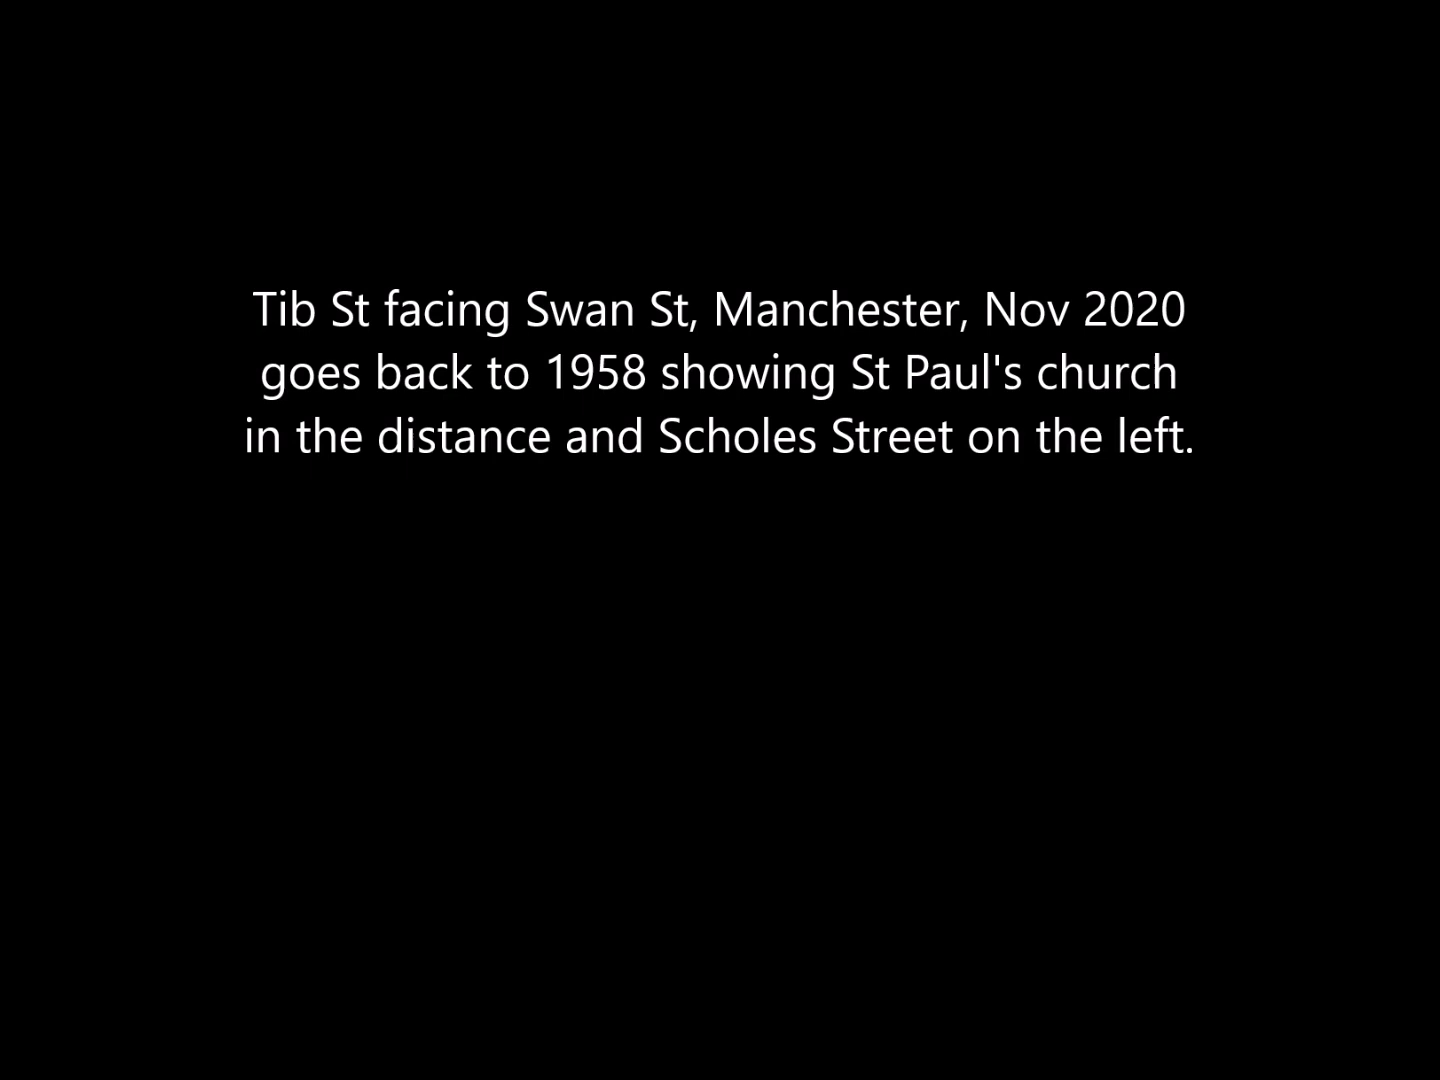 Tib St facing Swan St, Manchester, Nov 2020
goes back to 1958 showing St Paul's church
in the distance and Scholes Street on the left.